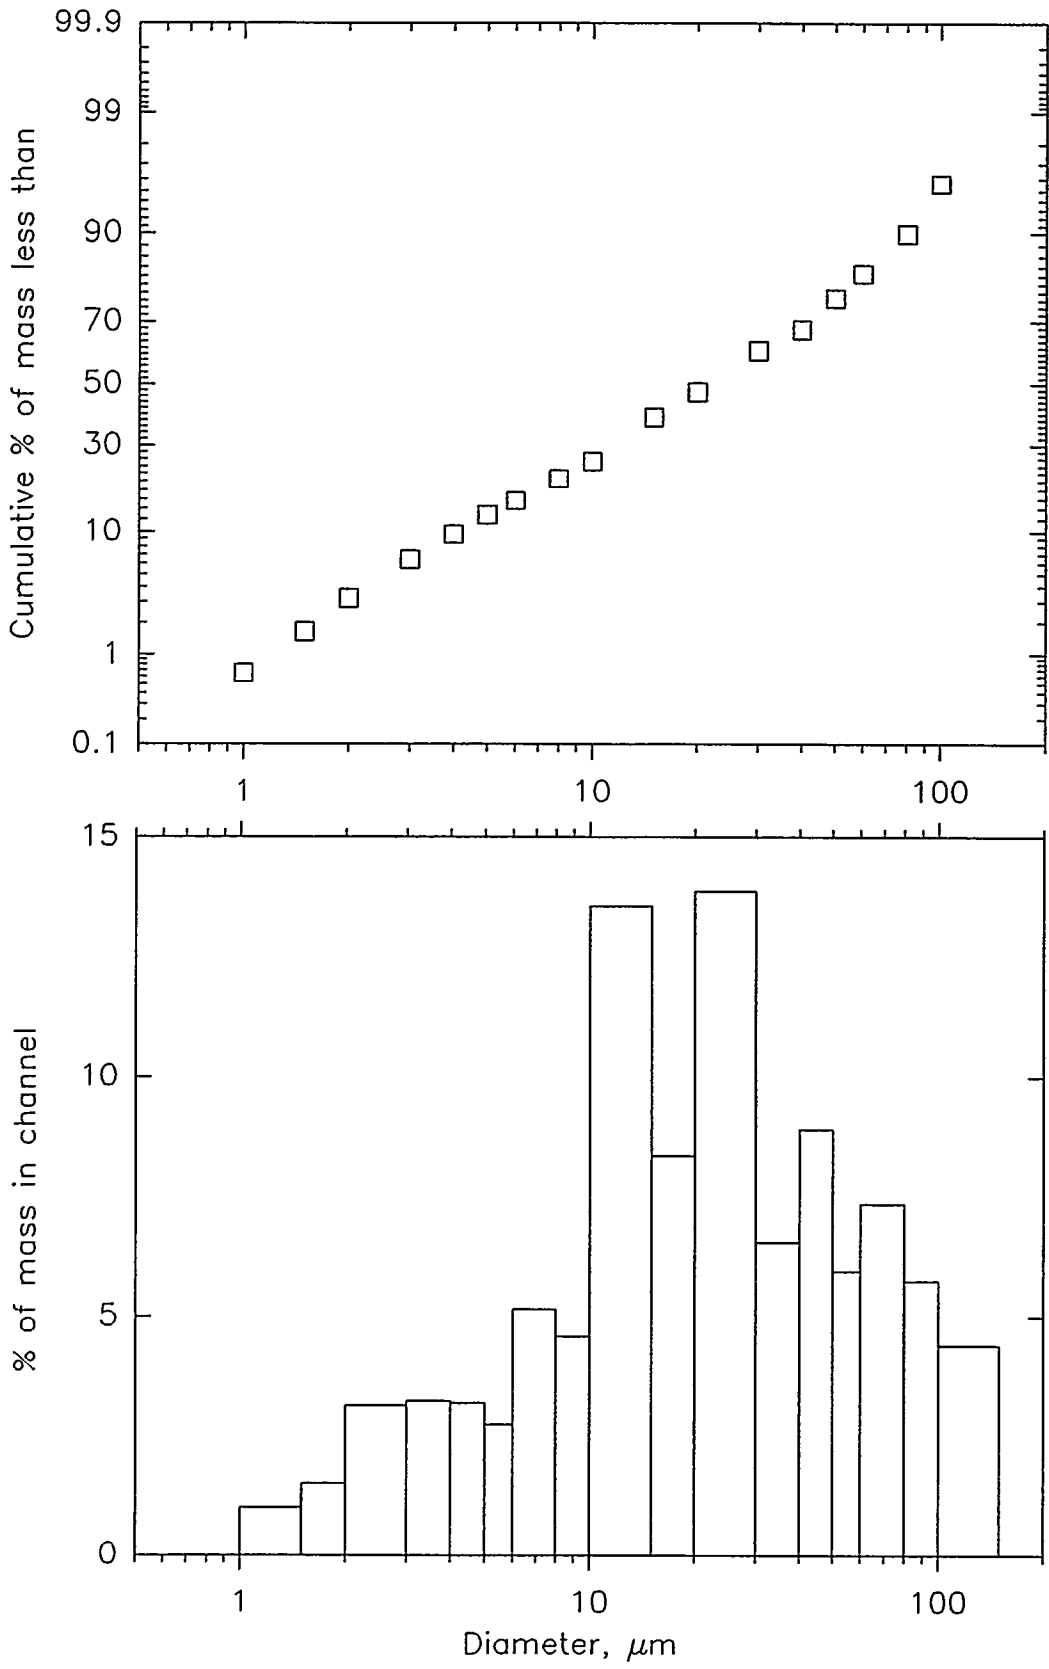 99.9
99
90
70
50
30
10
1
0.1
Cumulative % of mass less than
1 10 100
15
10
5
0
% of mass in channel
1 10 100
Diameter, μm